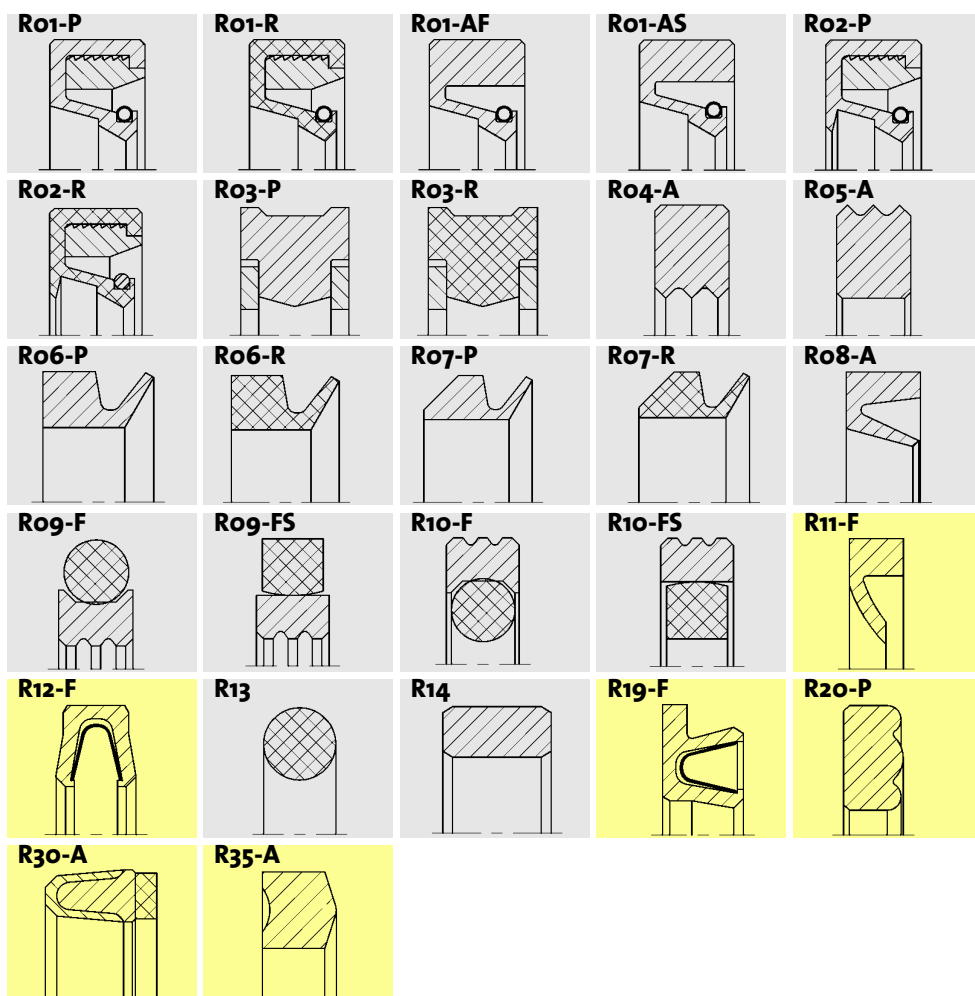 R01-P R01-R R01-AF R01-AS R02-P
R02-R R03-P R03-R R04-A R05-A
R06-P R06-R R07-P R07-R R08-A
R09-F R09-FS R10-F R10-FS R11-F
R12-F R13 R14 R19-F R20-P
R30-A R35-A